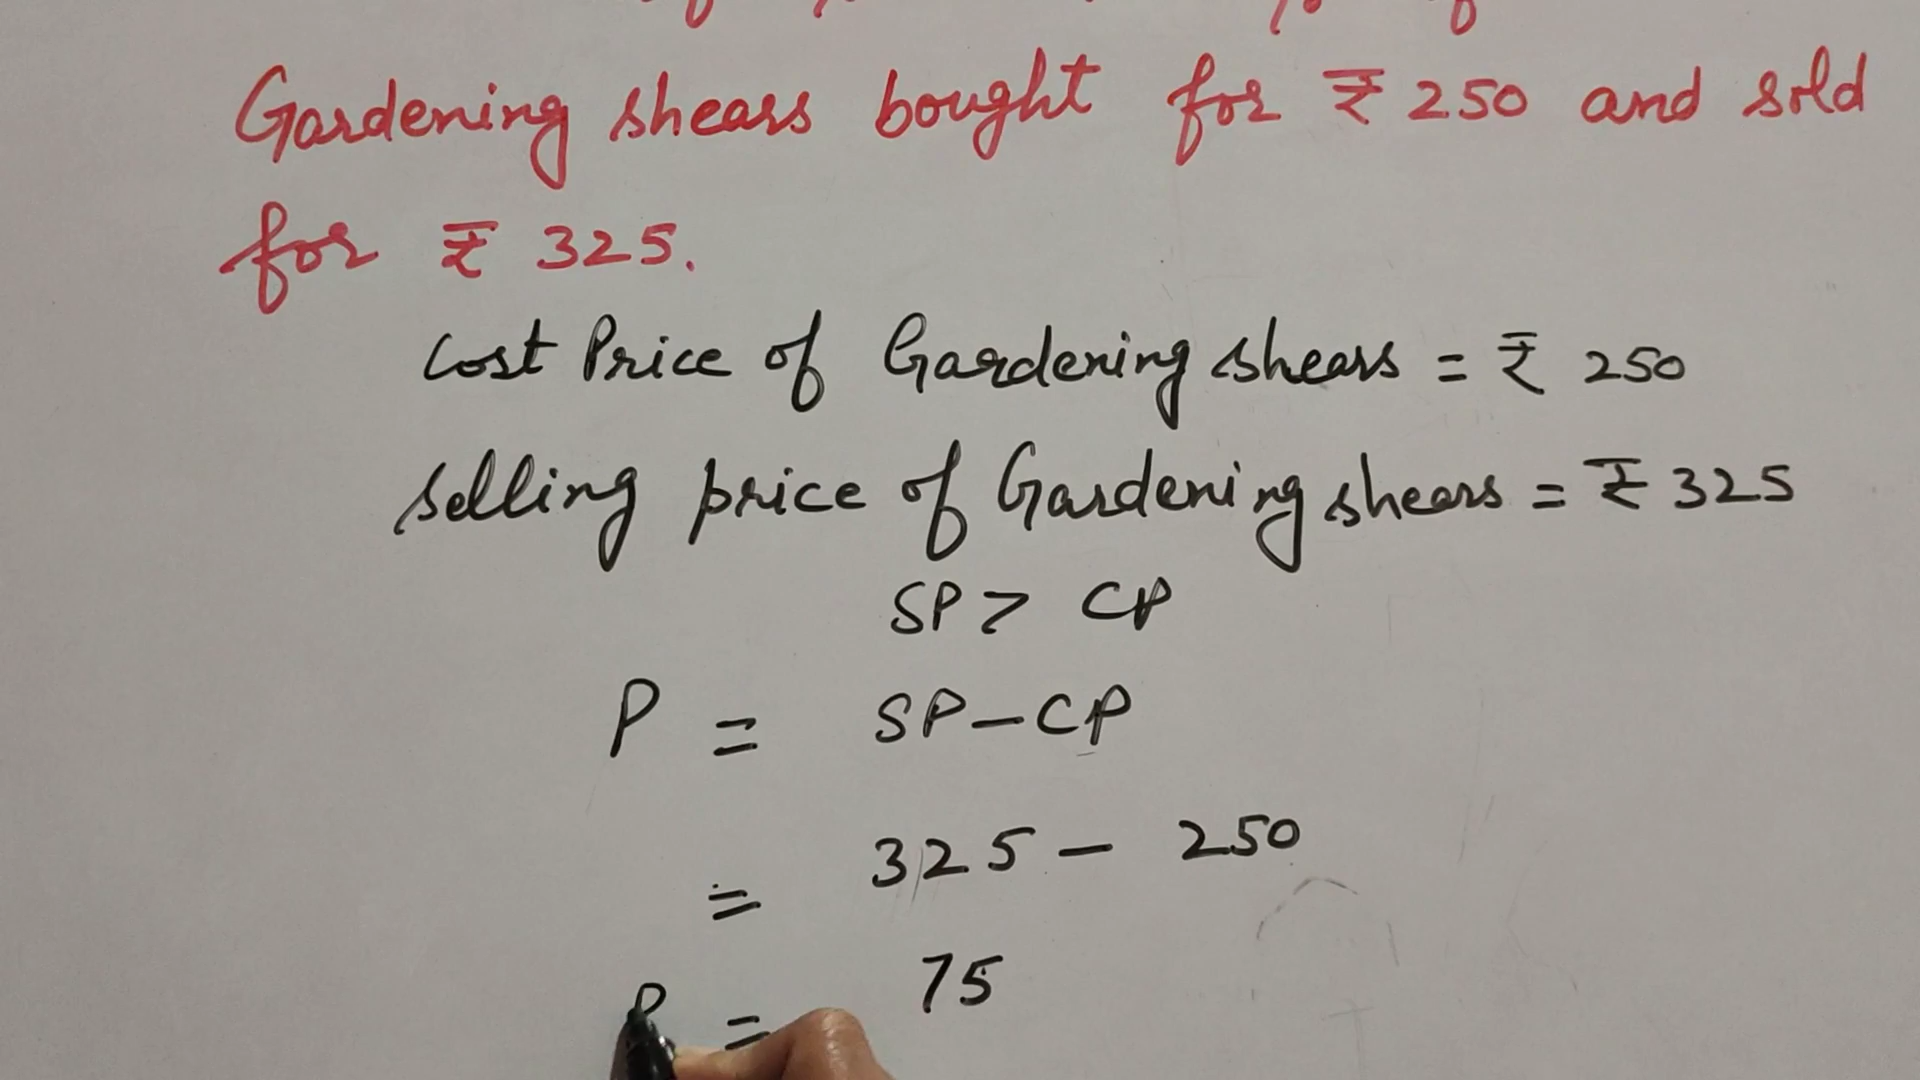 Gardening shears bought for ₹ 250 and sold
for ₹ 325.
Cost Price of Gardening shears = ₹ 250
Selling price of Gardening shears = ₹ 325
SP > CP
P = SP - CP
= 325 - 250
P = 75